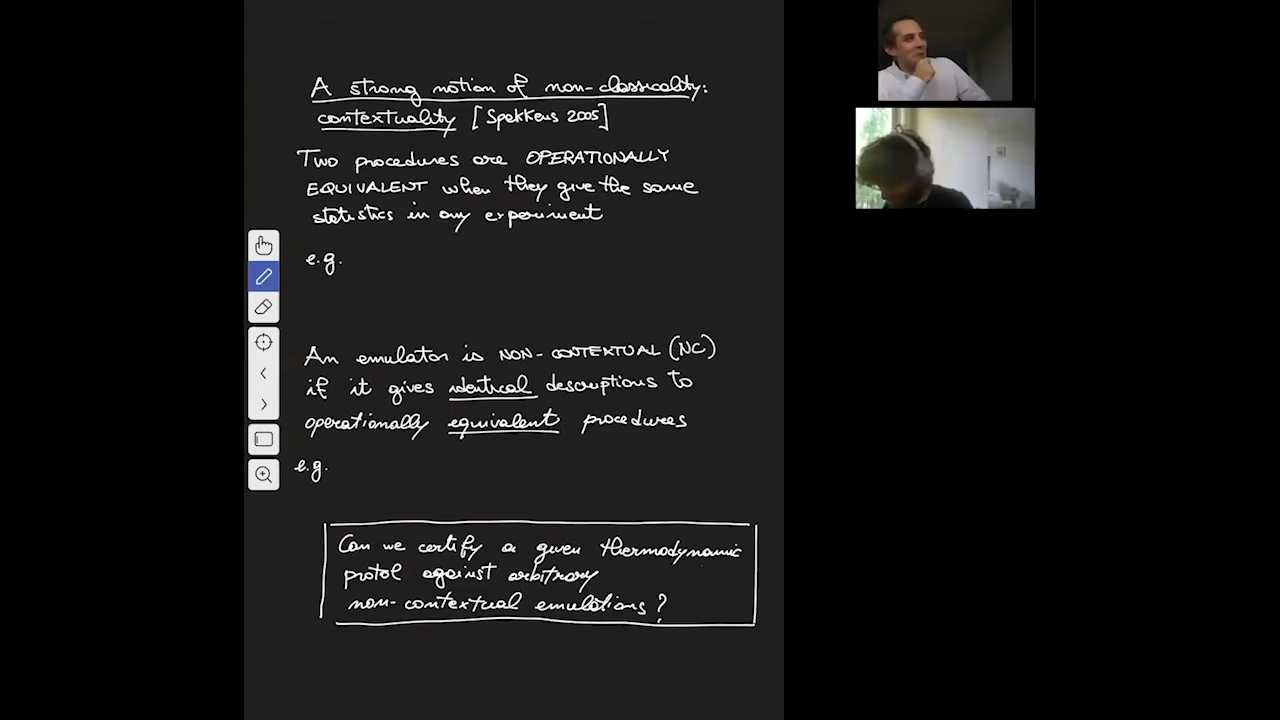 A strong notion of non-classicality:
contextuality [Spekkens 2005]
Two procedures are OPERATIONALLY
EQUIVALENT when they give the same
statistics in any experiment
e.g.
An emulator is NON-CONTEXTUAL (NC)
if it gives identical descriptions to
operationally equivalent procedures
e.g.
Can we certify a given thermodynamic
protol against arbitrary
non-contextual emulations?